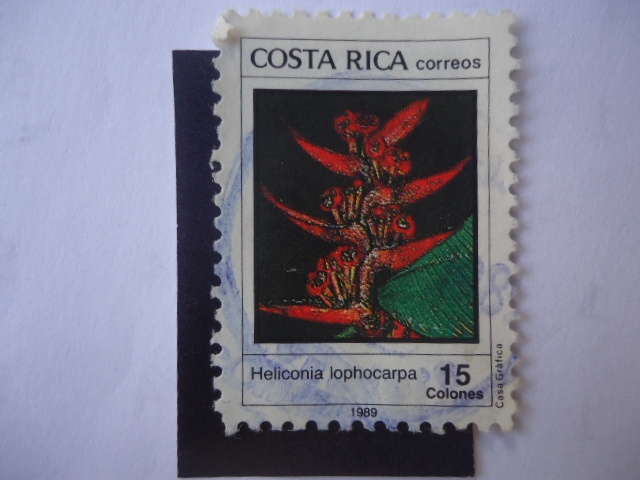 COSTA RICA correos
Heliconia lophocarpa
15
Colones
Casa Gráfica
1989